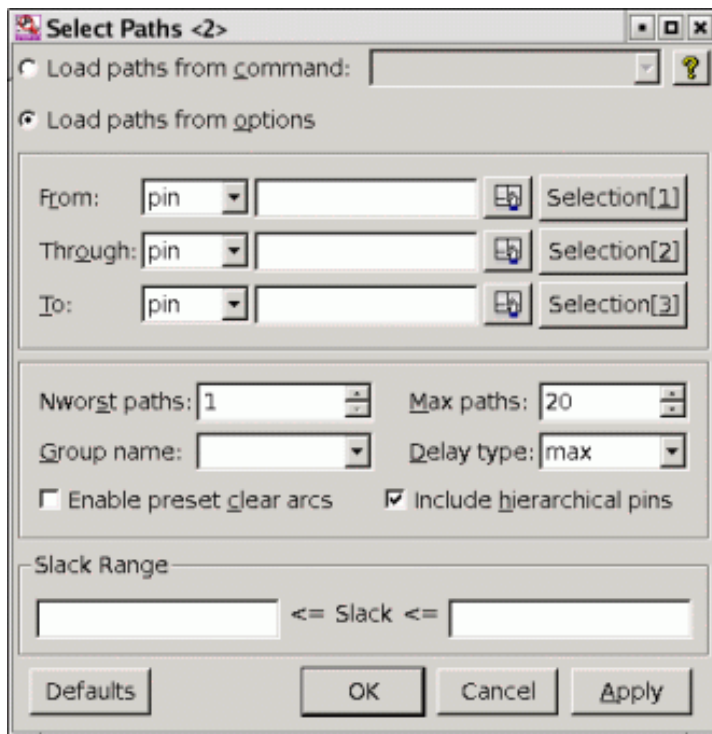 Select Paths <2>
Load paths from command:
Load paths from options
From: pin Selection[1]
Through: pin Selection[2]
To: pin Selection[3]
Nworst paths: 1 Max paths: 20
Group name: Delay type: max
Enable preset clear arcs Include hierarchical pins
Slack Range
<= Slack <=
Defaults OK Cancel Apply